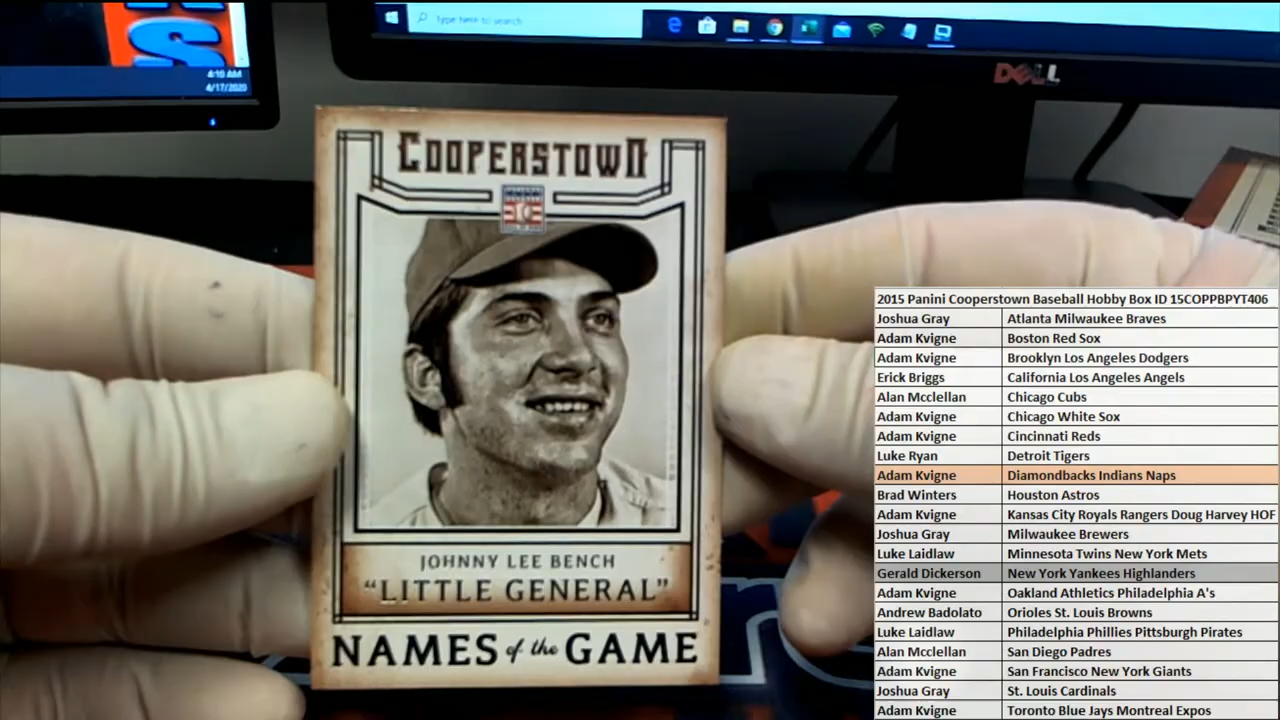 S
4:10 AM
4/17/2020
Type here to search
DELL
COOPERSTOWN
JOHNNY LEE BENCH
"LITTLE GENERAL"
NAMES of the GAME
2015 Panini Cooperstown Baseball Hobby Box ID 15COPPBPYT406
Joshua Gray Atlanta Milwaukee Braves
Adam Kvigne Boston Red Sox
Adam Kvigne Brooklyn Los Angeles Dodgers
Erick Briggs California Los Angeles Angels
Alan Mcclellan Chicago Cubs
Adam Kvigne Chicago White Sox
Adam Kvigne Cincinnati Reds
Luke Ryan Detroit Tigers
Adam Kvigne Diamondbacks Indians Naps
Brad Winters Houston Astros
Adam Kvigne Kansas City Royals Rangers Doug Harvey HOF
Joshua Gray Milwaukee Brewers
Luke Laidlaw Minnesota Twins New York Mets
Gerald Dickerson New York Yankees Highlanders
Adam Kvigne Oakland Athletics Philadelphia A's
Andrew Badolato Orioles St. Louis Browns
Luke Laidlaw Philadelphia Phillies Pittsburgh Pirates
Alan Mcclellan San Diego Padres
Adam Kvigne San Francisco New York Giants
Joshua Gray St. Louis Cardinals
Adam Kvigne Toronto Blue Jays Montreal Expos